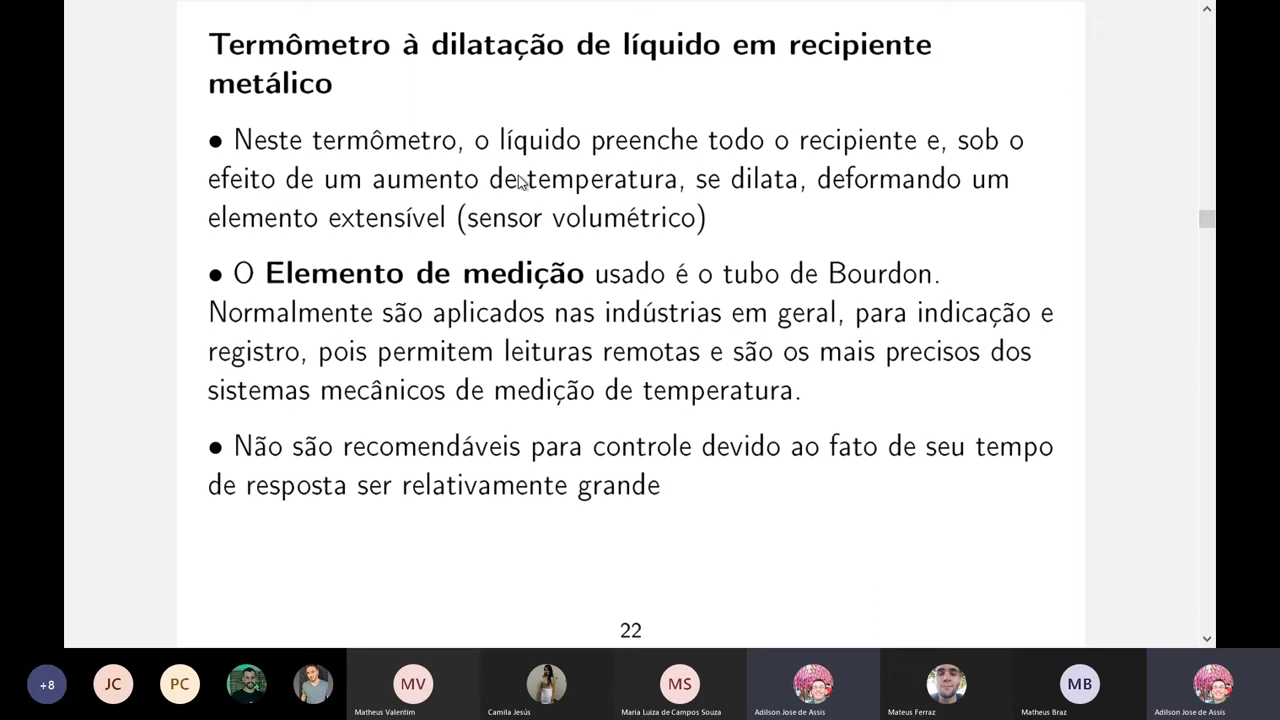 Termômetro à dilatação de líquido em recipiente
metálico
• Neste termômetro, o líquido preenche todo o recipiente e, sob o
efeito de um aumento de temperatura, se dilata, deformando um
elemento extensível (sensor volumétrico)
• O Elemento de medição usado é o tubo de Bourdon.
Normalmente são aplicados nas indústrias em geral, para indicação e
registro, pois permitem leituras remotas e são os mais precisos dos
sistemas mecânicos de medição de temperatura.
• Não são recomendáveis para controle devido ao fato de seu tempo
de resposta ser relativamente grande
22
+8 JC PC MV MS MB
Matheus Valentim Camila Jesús Maria Luiza de Campos Souza Adilson Jose de Assis Mateus Ferraz Matheus Braz Adilson Jose de Assis